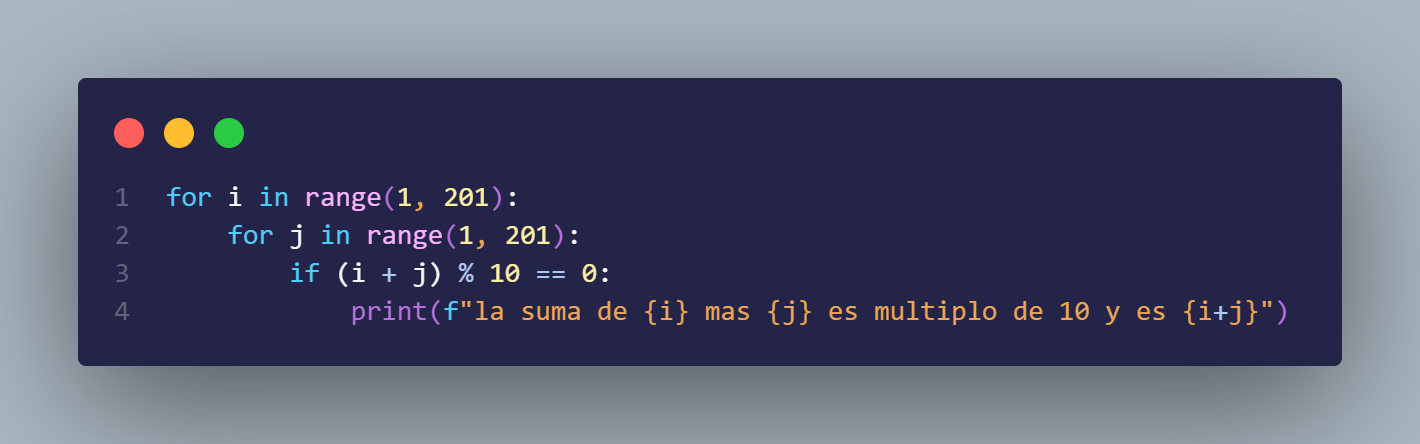 1 for i in range(1, 201):
2     for j in range(1, 201):
3         if (i + j) % 10 == 0:
4             print(f"la suma de {i} mas {j} es multiplo de 10 y es {i+j}")